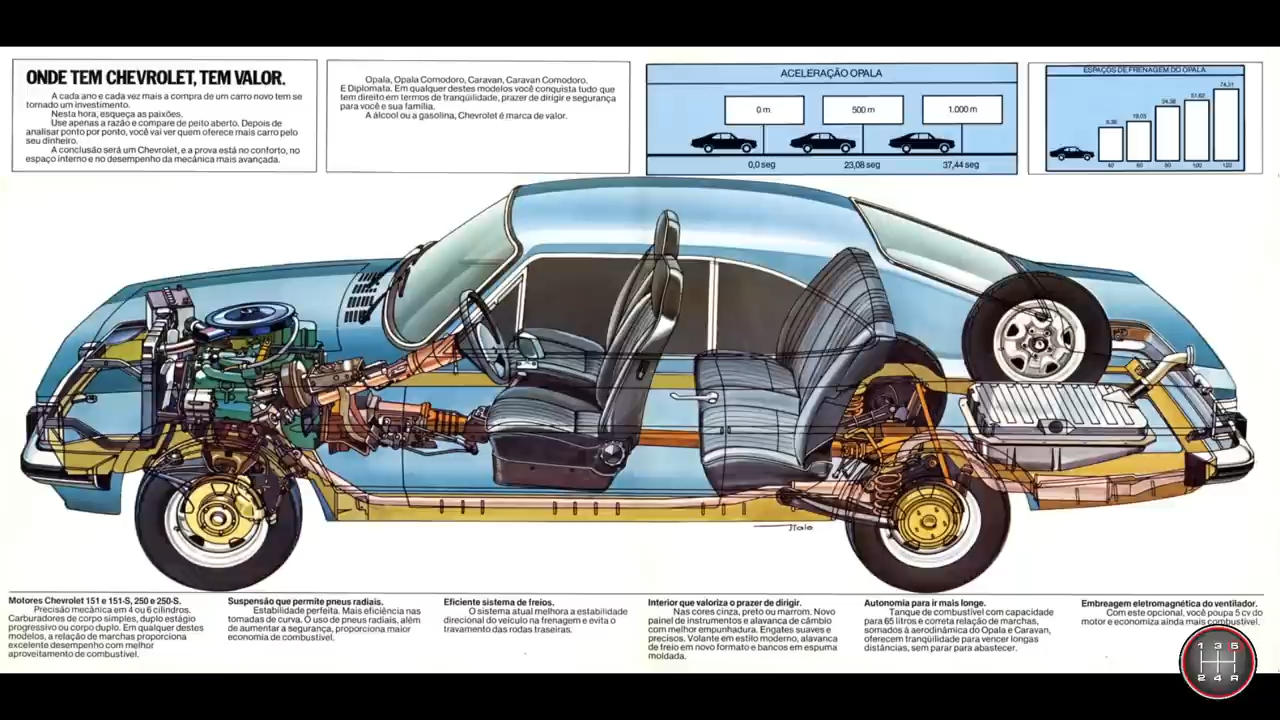 ONDE TEM CHEVROLET, TEM VALOR.
A cada ano e cada vez mais a compra de um carro novo tem se
tornado um investimento.
Nesta hora, esqueça as paixões.
Use apenas a razão e compare de peito aberto. Depois de
analisar ponto por ponto, você vai ver quem oferece mais carro pelo
seu dinheiro.
A conclusão será um Chevrolet, e a prova está no conforto, no
espaço interno e no desempenho da mecânica mais avançada.
Opala, Opala Comodoro, Caravan, Caravan Comodoro.
E Diplomata. Em qualquer destes modelos você conquista tudo que
tem direito em termos de tranqüilidade, prazer de dirigir e segurança
para você e sua família.
A álcool ou a gasolina, Chevrolet é marca de valor.
ACELERAÇÃO OPALA
0 m 500 m 1.000 m
0,0 seg 23,08 seg 37,44 seg
ESPAÇOS DE FRENAGEM DO OPALA
74,31
51,62
40 60 80 100 120
Italo
Motores Chevrolet 151 e 151-S, 250 e 250-S.
Precisão mecânica em 4 ou 6 cilindros.
Carburadores de corpo simples, duplo estágio
progressivo ou corpo duplo. Em qualquer destes
modelos, a relação de marchas proporciona
excelente desempenho com melhor
aproveitamento de combustível.
Suspensão que permite pneus radiais.
Estabilidade perfeita. Mais eficiência nas
tomadas de curva. O uso de pneus radiais, além
de aumentar a segurança, proporciona maior
economia de combustível.
Eficiente sistema de freios.
O sistema atual melhora a estabilidade
direcional do veículo na frenagem e evita o
travamento das rodas traseiras.
Interior que valoriza o prazer de dirigir.
Nas cores cinza, preto ou marrom. Novo
painel de instrumentos e alavanca de câmbio
com melhor empunhadura. Engates suaves e
precisos. Volante em estilo moderno, alavanca
de freio em novo formato e bancos em espuma
moldada.
Autonomia para ir mais longe.
Tanque de combustível com capacidade
para 65 litros e correta relação de marchas,
somados à aerodinâmica do Opala e Caravan,
oferecem tranqüilidade para vencer longas
distâncias, sem parar para abastecer.
Embreagem eletromagnética do ventilador.
Com este opcional, você poupa 5 cv do
motor e economiza ainda mais combustível.
1 3 5
2 4 R